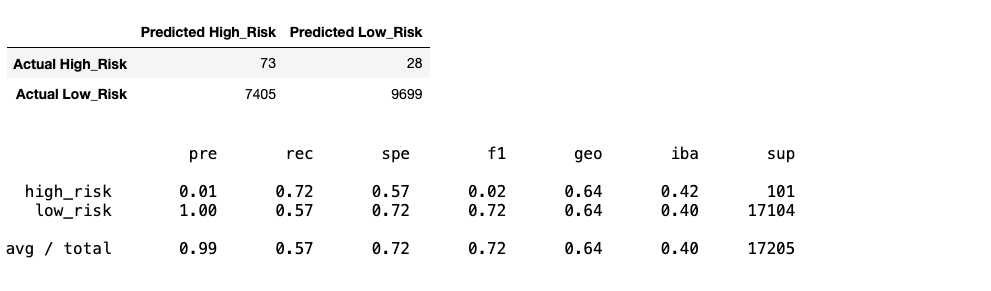 Predicted High_Risk Predicted Low_Risk
Actual High_Risk 73 28
Actual Low_Risk 7405 9699
pre rec spe f1 geo iba sup
high_risk 0.01 0.72 0.57 0.02 0.64 0.42 101
low_risk 1.00 0.57 0.72 0.72 0.64 0.40 17104
avg / total 0.99 0.57 0.72 0.72 0.64 0.40 17205